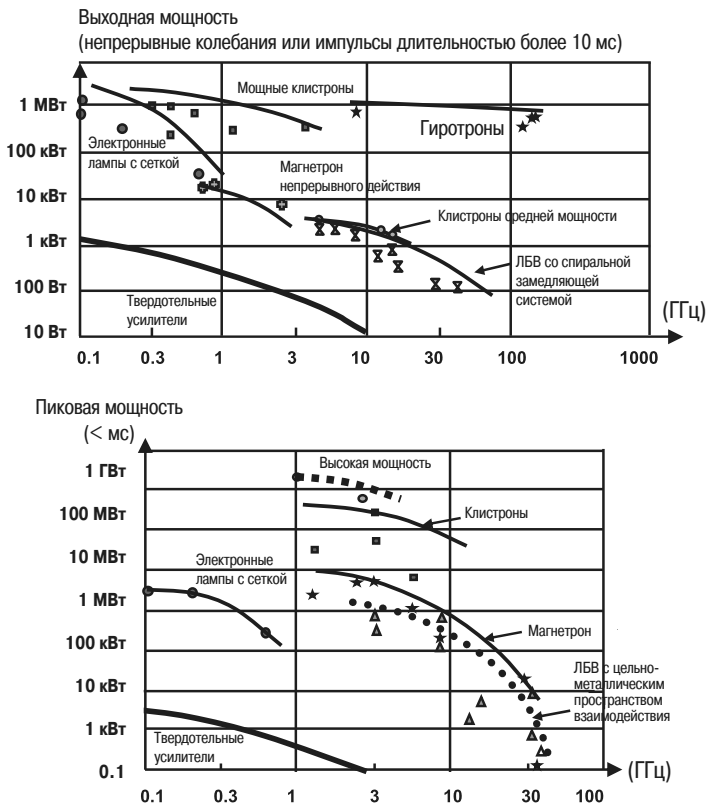 Выходная мощность
(непрерывные колебания или импульсы длительностью более 10 мс)
Мощные клистроны
1 МВт
Гиротроны
Электронные
лампы с сеткой
100 кВт
Магнетрон
непрерывного действия
10 кВт
Клистроны средней мощности
1 кВт
ЛБВ со спиральной
замедляющей
системой
100 Вт
Твердотельные
усилители
(ГГц)
10 Вт
0.1 0.3 1 3 10 30 100 1000
Пиковая мощность
(< мс)
1 ГВт
Высокая мощность
100 МВт
Клистроны
10 МВт
Электронные
лампы с сеткой
1 МВт
Магнетрон
100 кВт
ЛБВ с цельно-
металлическим
пространством
взаимодействия
10 кВт
1 кВт
Твердотельные
усилители
0.1
(ГГц)
0.1 0.3 1 3 10 30 100